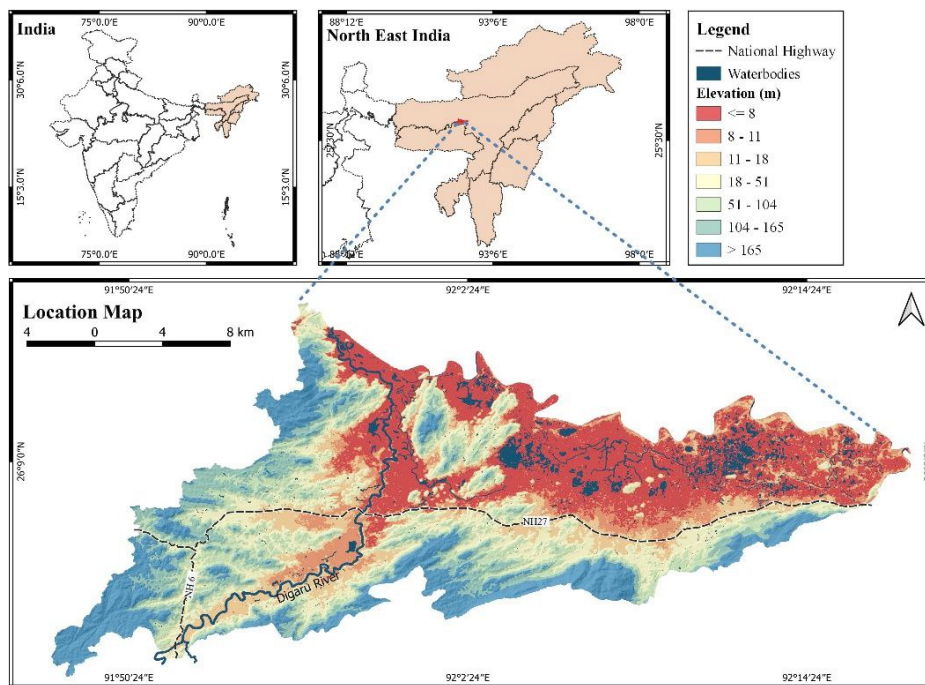 India
75°0.0'E
90°0.0'E
30°6.0'N
30°6.0'N
15°3.0'N
15°3.0'N
75°0.0'E
90°0.0'E
North East India
88°12'E
93°6'E
98°0'E
25°30'N
25°30'N
93°6'E
98°0'E
Legend
National Highway
Waterbodies
Elevation (m)
<= 8
8 - 11
11 - 18
18 - 51
51 - 104
104 - 165
> 165
91°50'24"E
92°2'24"E
92°14'24"E
Location Map
4 0 4 8 km
26°9'0"N
NH27
NH 6
Digaru River
91°50'24"E
92°2'24"E
92°14'24"E